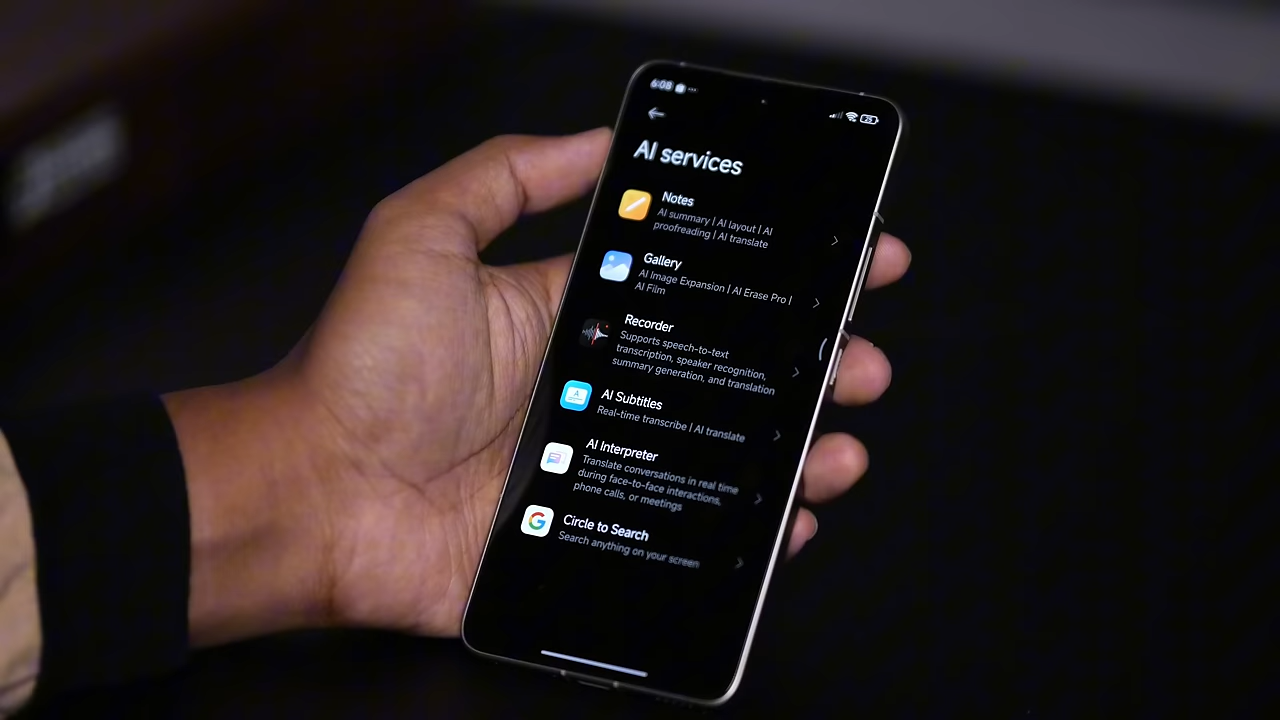 6:08
25
AI services
Notes
AI summary | AI layout | AI
proofreading | AI translate
Gallery
AI Image Expansion | AI Erase Pro |
AI Film
Recorder
Supports speech-to-text
transcription, speaker recognition,
summary generation, and translation
AI Subtitles
Real-time transcribe | AI translate
AI Interpreter
Translate conversations in real time
during face-to-face interactions,
phone calls, or meetings
Circle to Search
Search anything on your screen